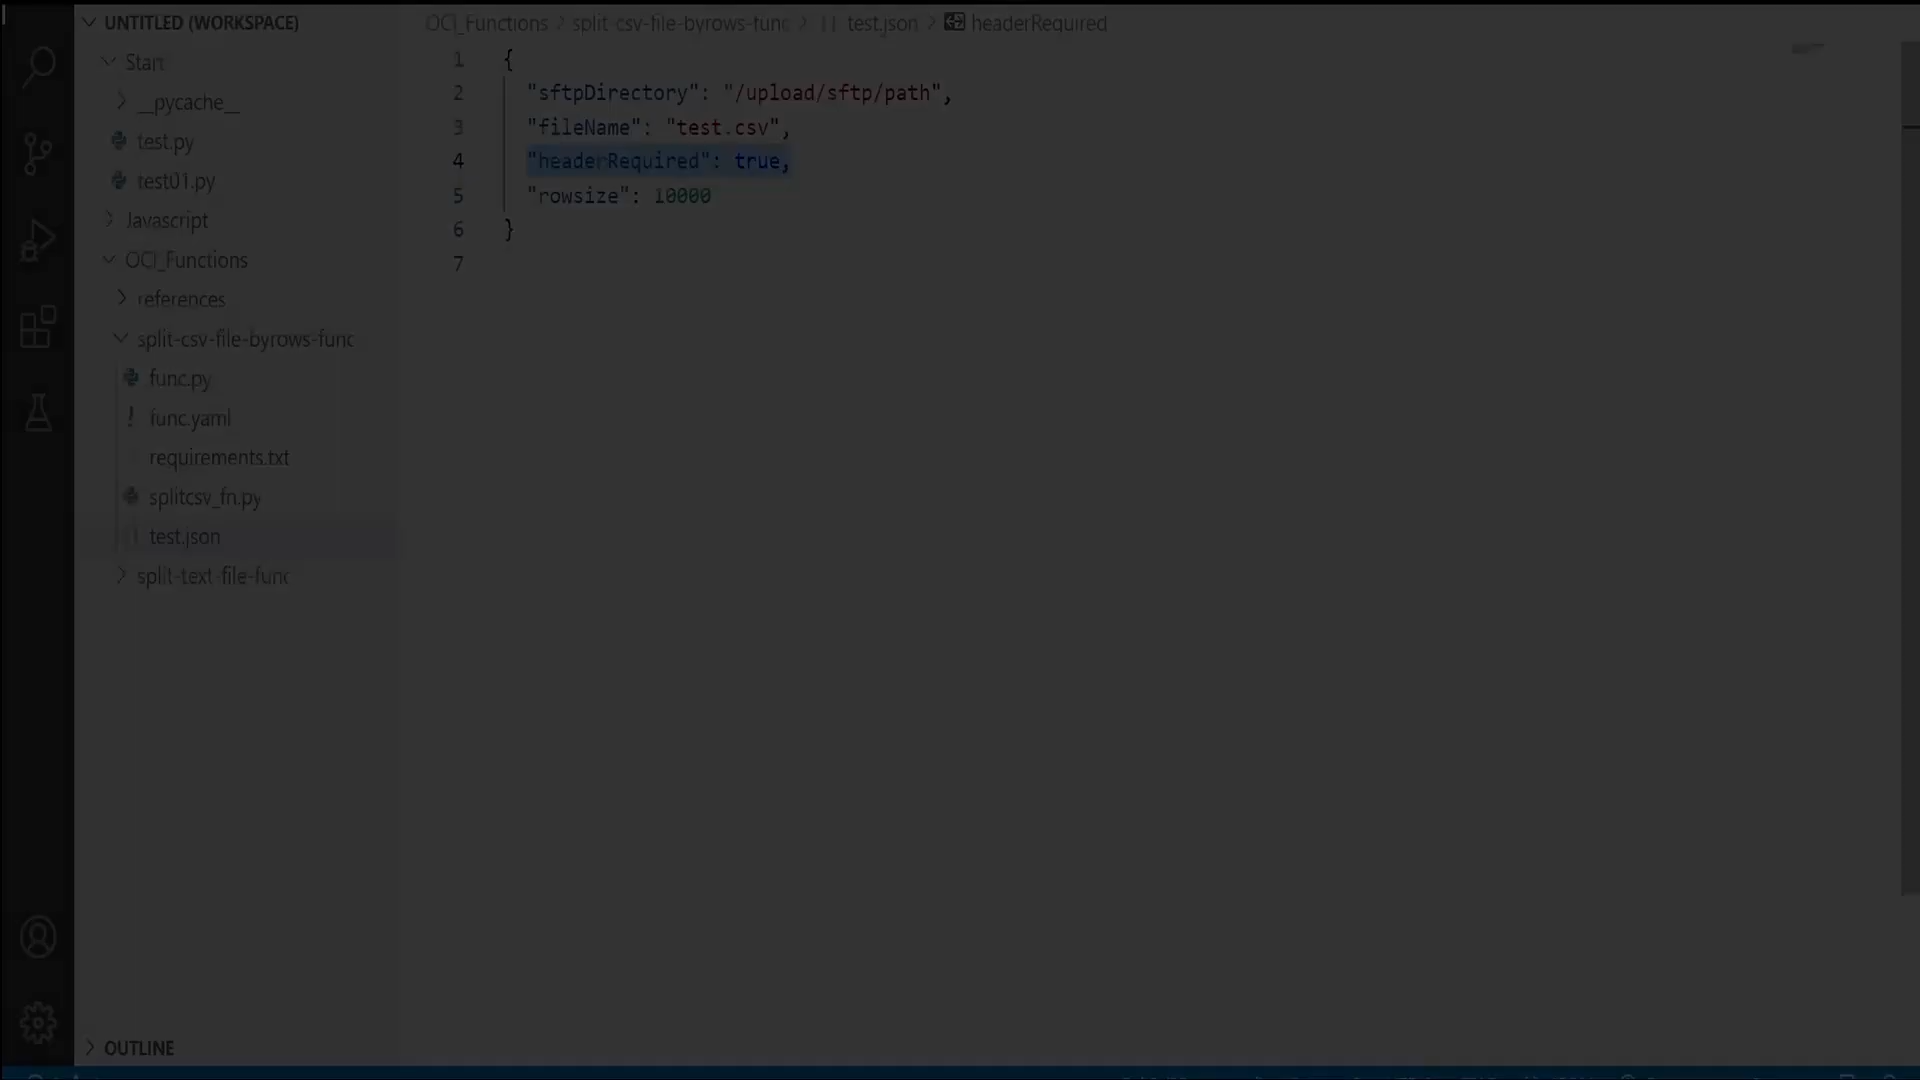 UNTITLED (WORKSPACE)
Start
__pycache__
test.py
test01.py
Javascript
OCI_Functions
references
split-csv-file-byrows-func
func.py
! func.yaml
requirements.txt
splitcsv_fn.py
test.json
split-text-file-func
OUTLINE
OCI_Functions > split-csv-file-byrows-func > test.json > headerRequired
1 {
2 "sftpDirectory": "/upload/sftp/path",
3 "fileName": "test.csv",
4 "headerRequired": true,
5 "rowsize": 10000
6 }
7